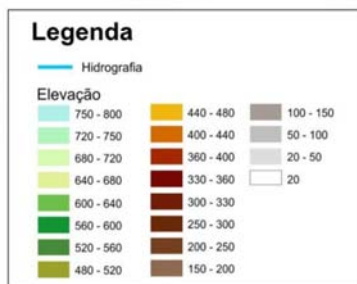 Legenda
Hidrografia
Elevação
750 - 800
720 - 750
680 - 720
640 - 680
600 - 640
560 - 600
520 - 560
480 - 520
440 - 480
400 - 440
360 - 400
330 - 360
300 - 330
250 - 300
200 - 250
150 - 200
100 - 150
50 - 100
20 - 50
20